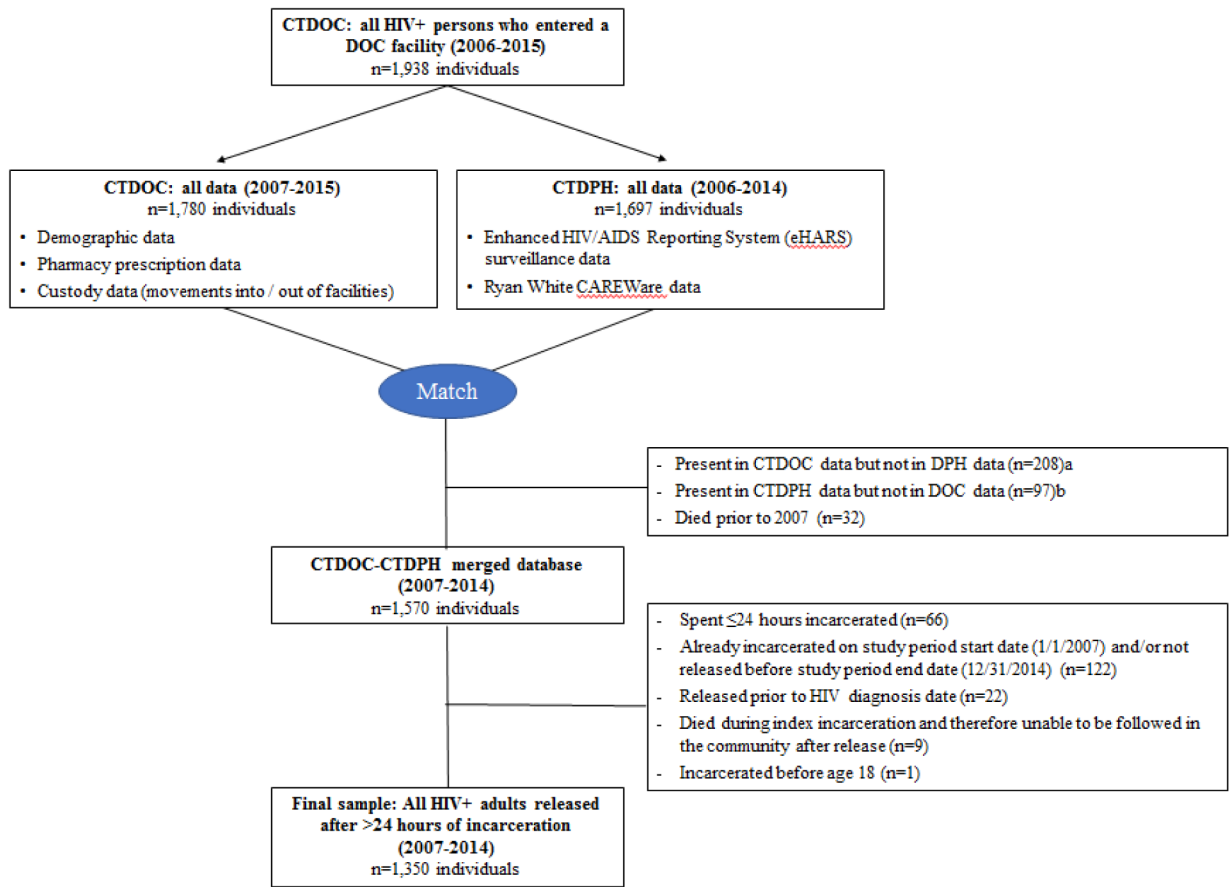 CTDOC: all HIV+ persons who entered a
DOC facility (2006-2015)
n=1,938 individuals
CTDOC: all data (2007-2015)
n=1,780 individuals
• Demographic data
• Pharmacy prescription data
• Custody data (movements into / out of facilities)
CTDPH: all data (2006-2014)
n=1,697 individuals
• Enhanced HIV/AIDS Reporting System (eHARS)
surveillance data
• Ryan White CAREWare data
Match
- Present in CTDOC data but not in DPH data (n=208)a
- Present in CTDPH data but not in DOC data (n=97)b
- Died prior to 2007 (n=32)
CTDOC-CTDPH merged database
(2007-2014)
n=1,570 individuals
- Spent ≤24 hours incarcerated (n=66)
- Already incarcerated on study period start date (1/1/2007) and/or not
released before study period end date (12/31/2014) (n=122)
- Released prior to HIV diagnosis date (n=22)
- Died during index incarceration and therefore unable to be followed in
the community after release (n=9)
- Incarcerated before age 18 (n=1)
Final sample: All HIV+ adults released
after >24 hours of incarceration
(2007-2014)
n=1,350 individuals